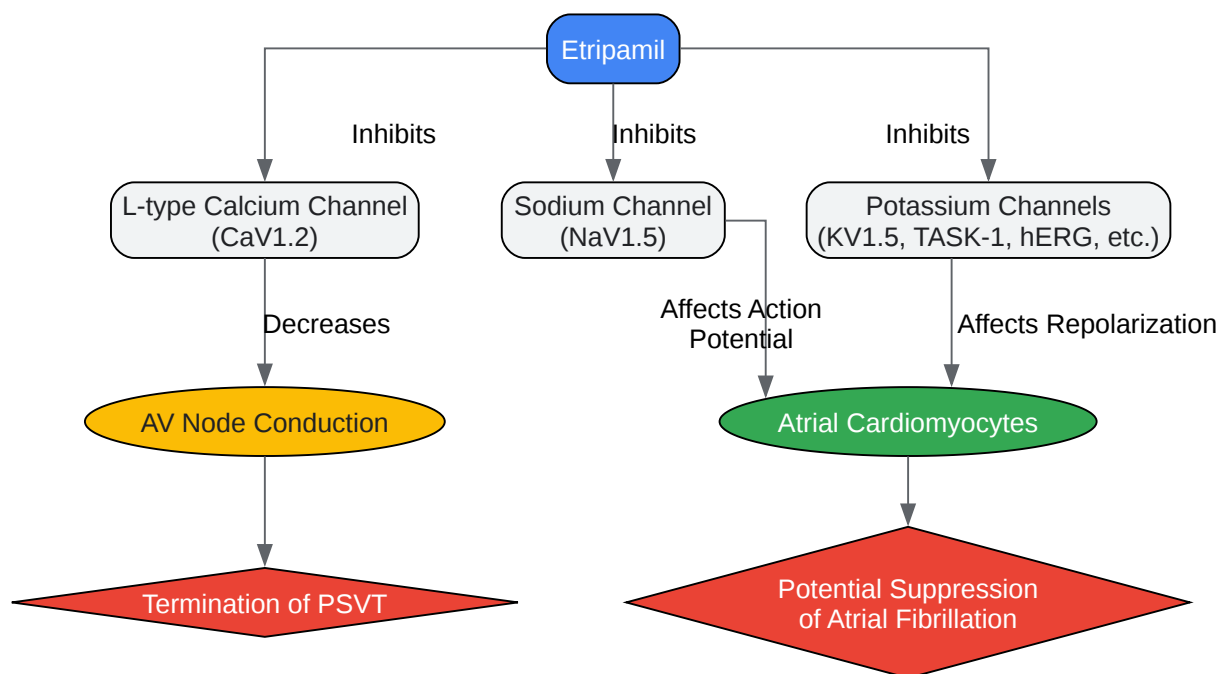 Etripamil
Inhibits
Inhibits
Inhibits
L-type Calcium Channel
(CaV1.2)
Sodium Channel
(NaV1.5)
Potassium Channels
(KV1.5, TASK-1, hERG, etc.)
Decreases
Affects Action
Potential
Affects Repolarization
AV Node Conduction
Atrial Cardiomyocytes
Termination of PSVT
Potential Suppression
of Atrial Fibrillation